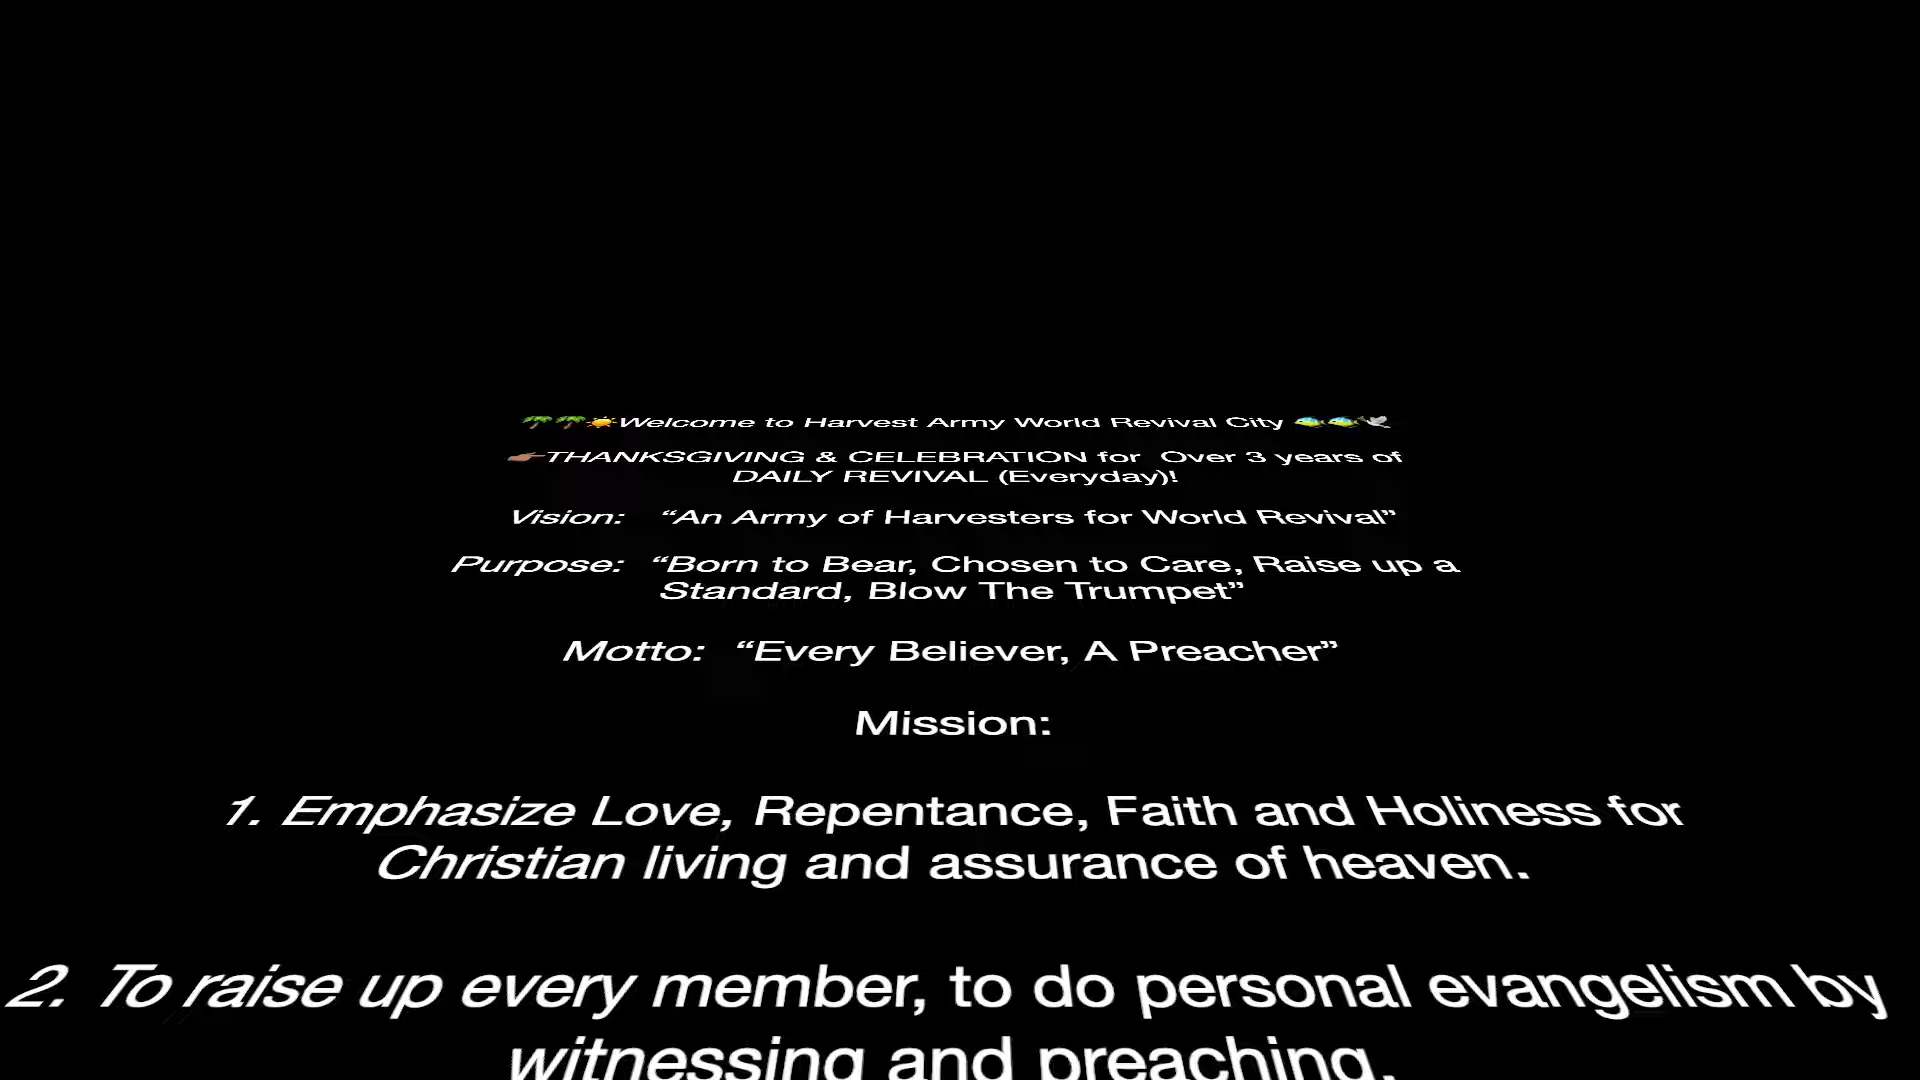 🌴🌴☀️Welcome to Harvest Army World Revival City 🐠🐠🕊
👉🏽THANKSGIVING & CELEBRATION for Over 3 years of
DAILY REVIVAL (Everyday)!
Vision: “An Army of Harvesters for World Revival”
Purpose: “Born to Bear, Chosen to Care, Raise up a
Standard, Blow The Trumpet”
Motto: “Every Believer, A Preacher”
Mission:
1. Emphasize Love, Repentance, Faith and Holiness for
Christian living and assurance of heaven.
2. To raise up every member, to do personal evangelism by
witnessing and preaching.